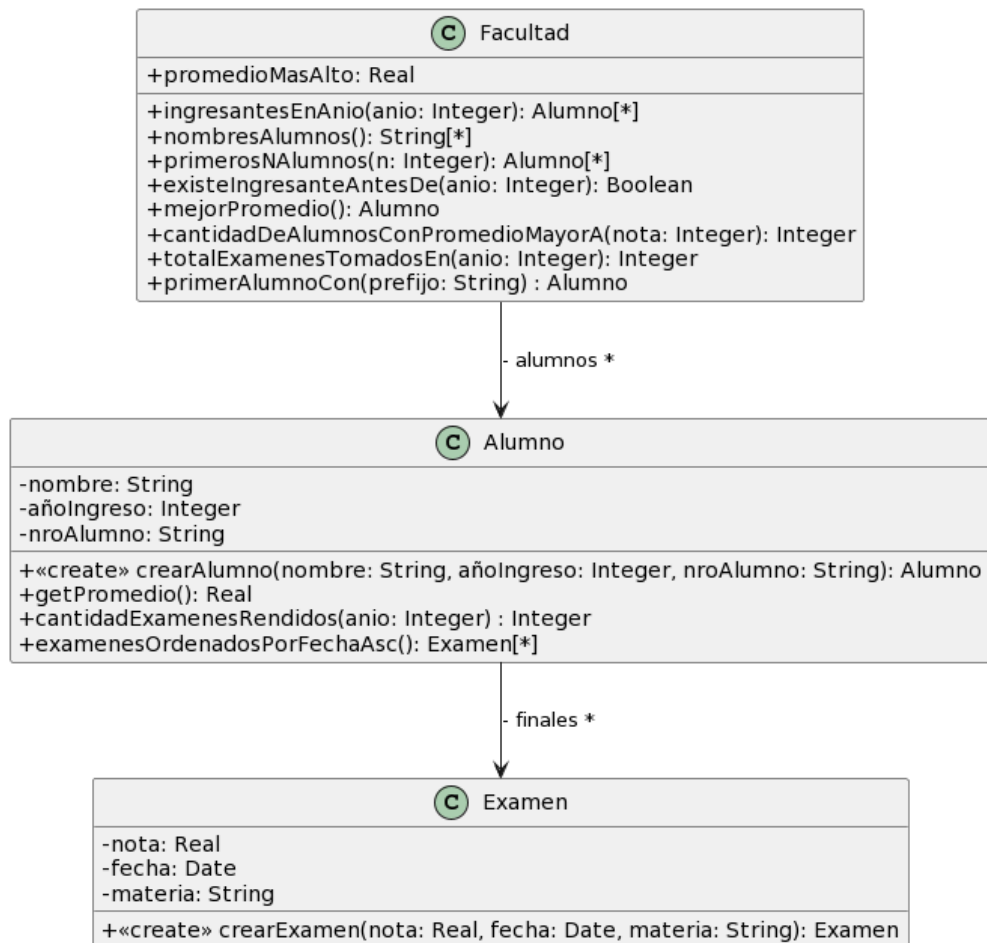 C Facultad
+promedioMasAlto: Real
+ingresantesEnAnio(anio: Integer): Alumno[*]
+nombresAlumnos(): String[*]
+primerosNAlumnos(n: Integer): Alumno[*]
+existeIngresanteAntesDe(anio: Integer): Boolean
+mejorPromedio(): Alumno
+cantidadDeAlumnosConPromedioMayorA(nota: Integer): Integer
+totalExamenesTomadosEn(anio: Integer): Integer
+primerAlumnoCon(prefijo: String) : Alumno
- alumnos *
C Alumno
-nombre: String
-añoIngreso: Integer
-nroAlumno: String
+«create» crearAlumno(nombre: String, añoIngreso: Integer, nroAlumno: String): Alumno
+getPromedio(): Real
+cantidadExamenesRendidos(anio: Integer) : Integer
+examenesOrdenadosPorFechaAsc(): Examen[*]
- finales *
C Examen
-nota: Real
-fecha: Date
-materia: String
+«create» crearExamen(nota: Real, fecha: Date, materia: String): Examen